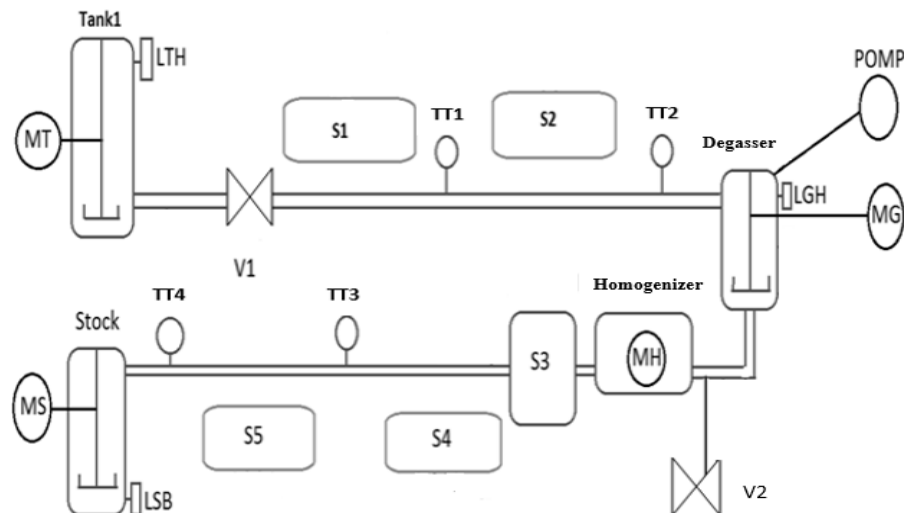 Tank1
LTH
POMP
MT
S1
TT1
S2
TT2
Degasser
LGH
MG
V1
Homogenizer
TT4
TT3
Stock
S3
MH
MS
S5
S4
LSB
V2